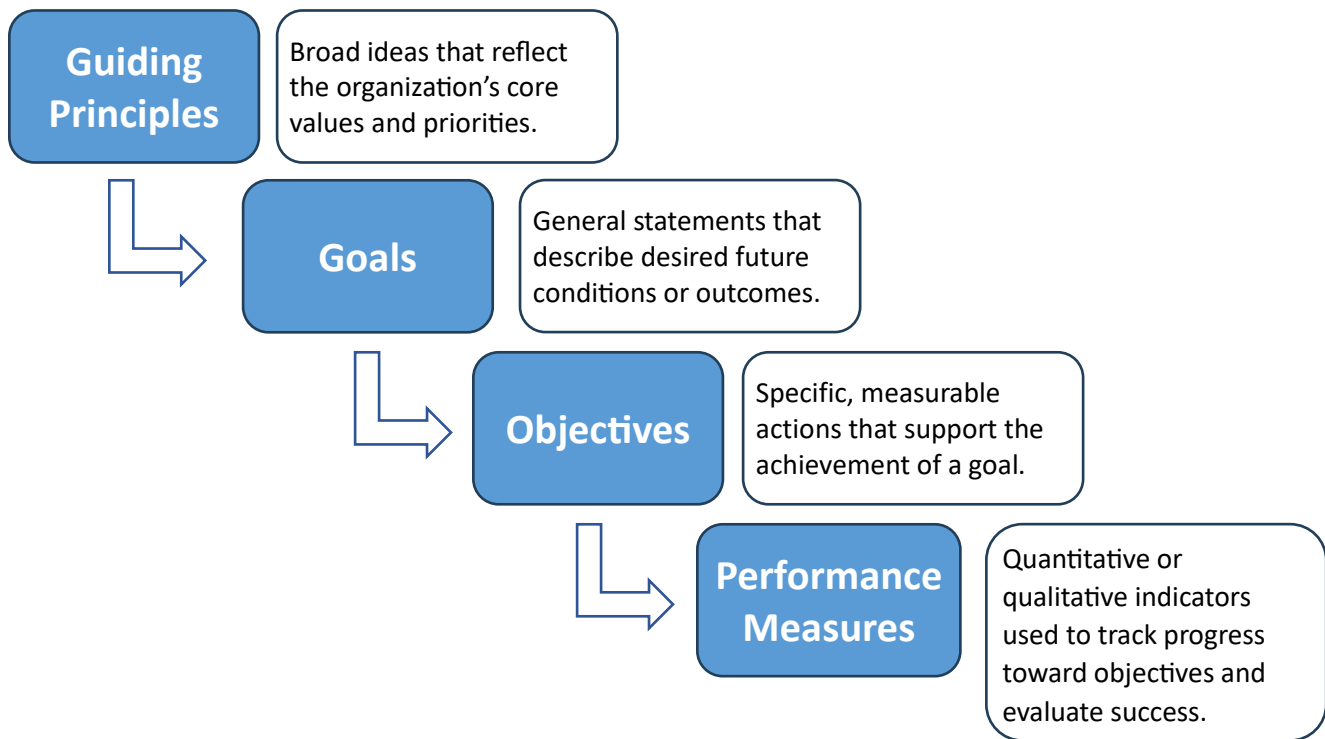 Guiding
Principles
Broad ideas that reflect
the organization’s core
values and priorities.
Goals
General statements that
describe desired future
conditions or outcomes.
Objectives
Specific, measurable
actions that support the
achievement of a goal.
Performance
Measures
Quantitative or
qualitative indicators
used to track progress
toward objectives and
evaluate success.